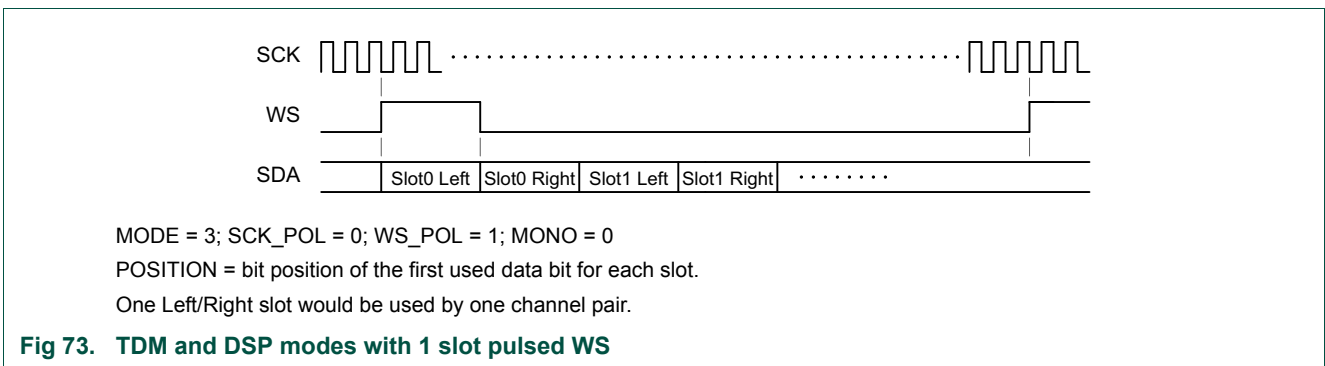 SCK
WS
SDA Slot0 Left Slot0 Right Slot1 Left Slot1 Right
MODE = 3; SCK_POL = 0; WS_POL = 1; MONO = 0
POSITION = bit position of the first used data bit for each slot.
One Left/Right slot would be used by one channel pair.
Fig 73. TDM and DSP modes with 1 slot pulsed WS